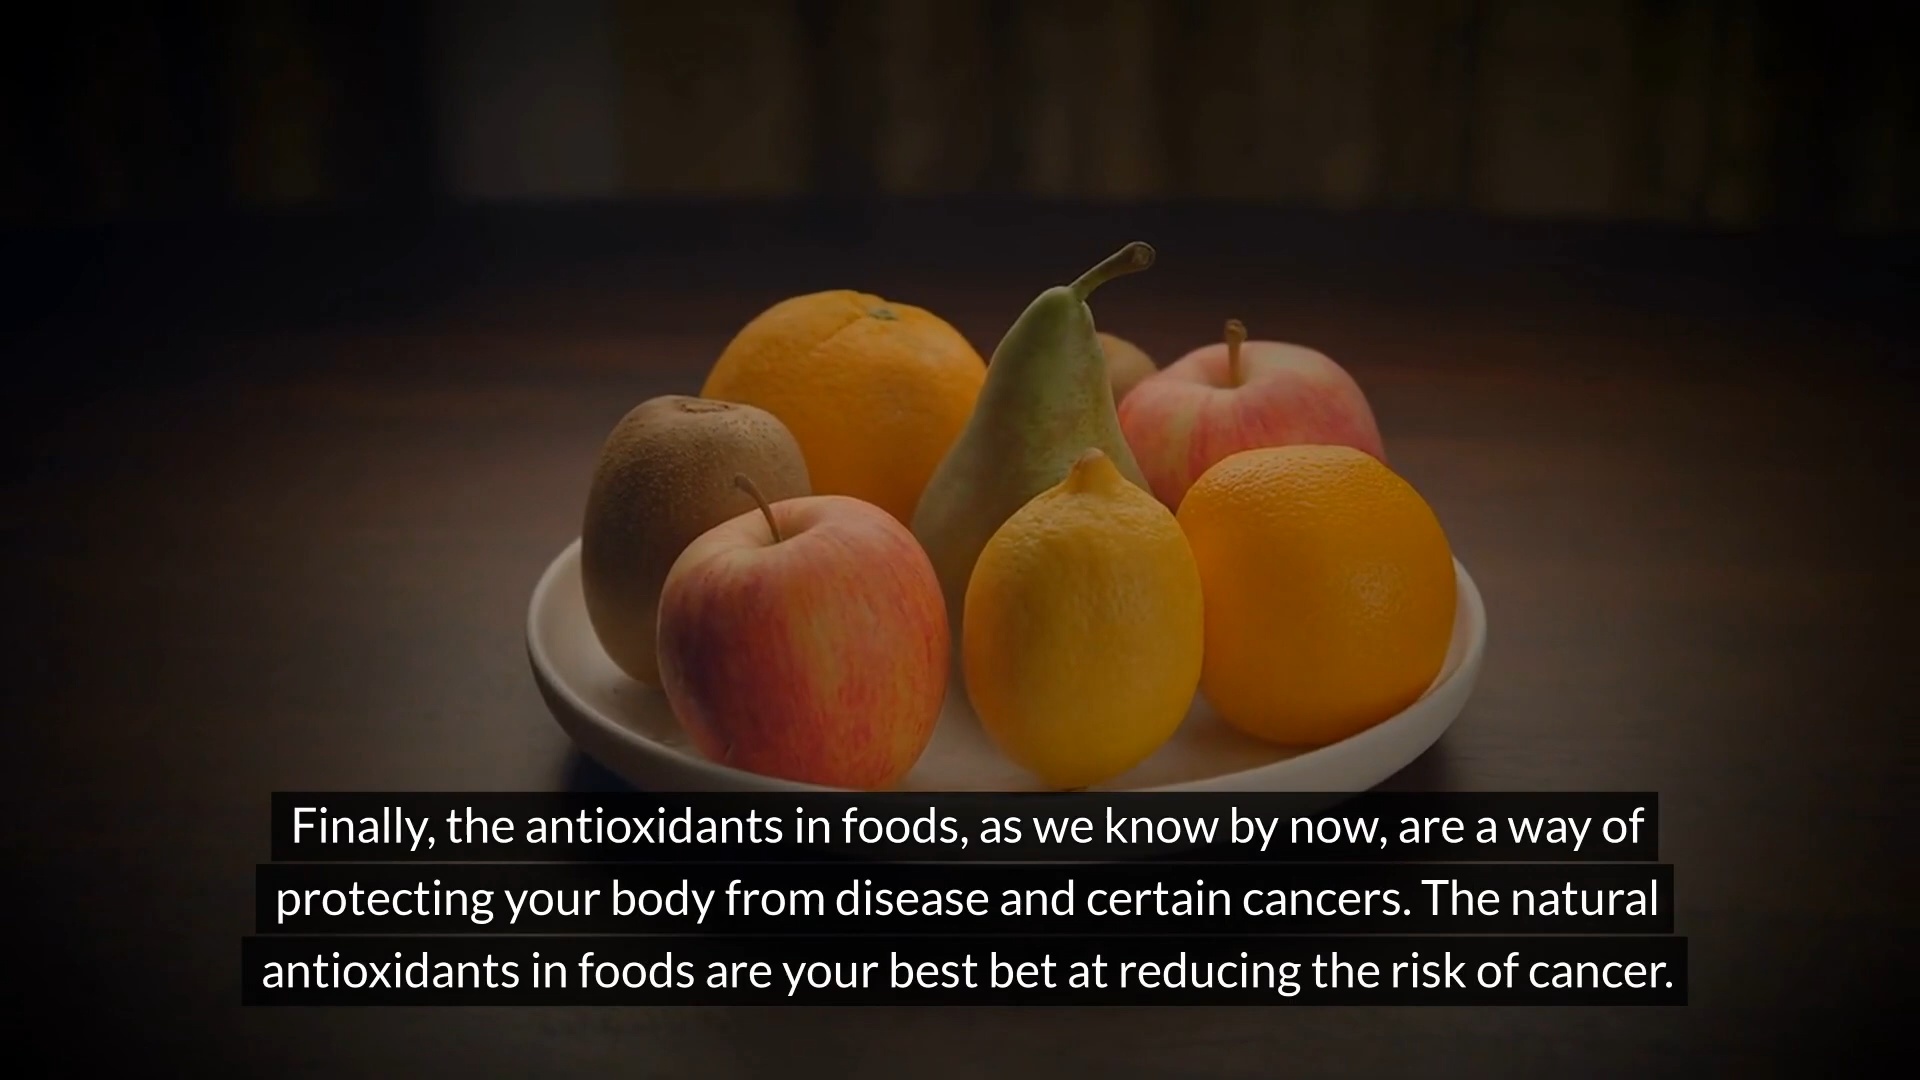 Finally, the antioxidants in foods, as we know by now, are a way of
protecting your body from disease and certain cancers. The natural
antioxidants in foods are your best bet at reducing the risk of cancer.